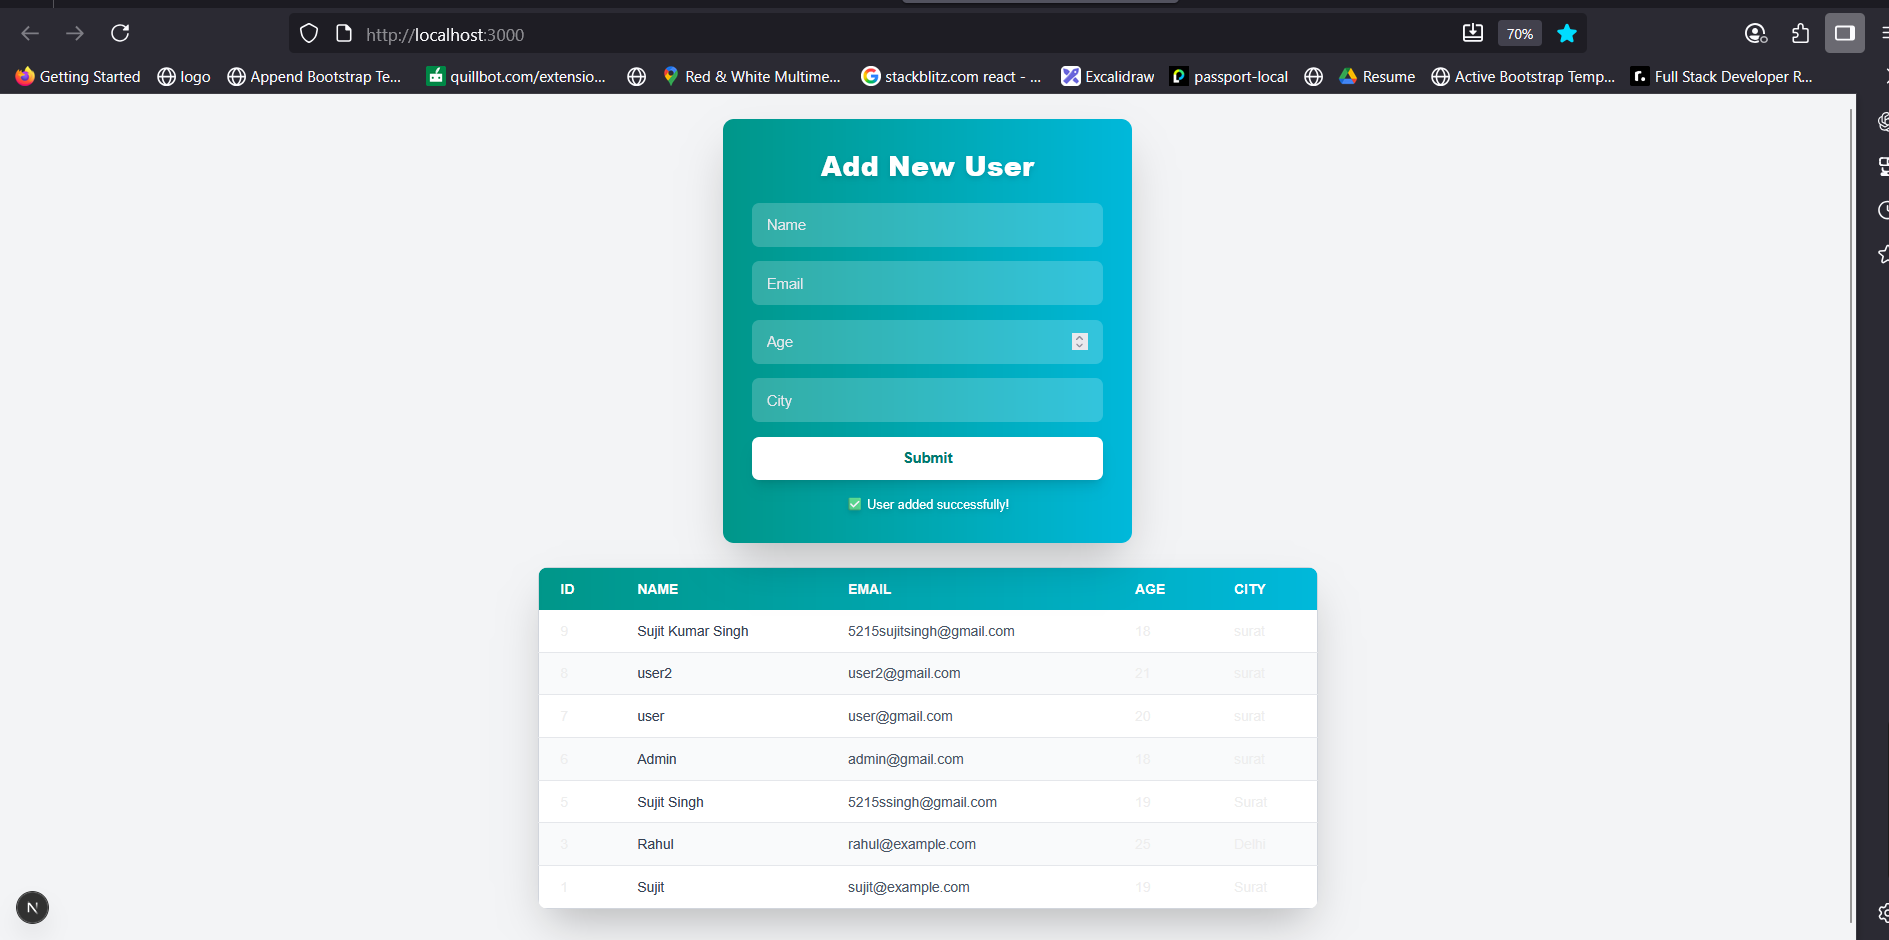 http://localhost:3000
70%
Getting Started
logo
Append Bootstrap Te...
quillbot.com/extensio...
Red & White Multime...
stackblitz.com react - ...
Excalidraw
passport-local
Resume
Active Bootstrap Temp...
r.
Full Stack Developer R...
Add New User
Name
Email
Age
City
Submit
User added successfully!
ID NAME EMAIL AGE CITY
9 Sujit Kumar Singh 5215sujitsingh@gmail.com 18 surat
8 user2 user2@gmail.com 21 surat
7 user user@gmail.com 20 surat
6 Admin admin@gmail.com 18 surat
5 Sujit Singh 5215ssingh@gmail.com 19 Surat
3 Rahul rahul@example.com 25 Delhi
1 Sujit sujit@example.com 19 Surat
N